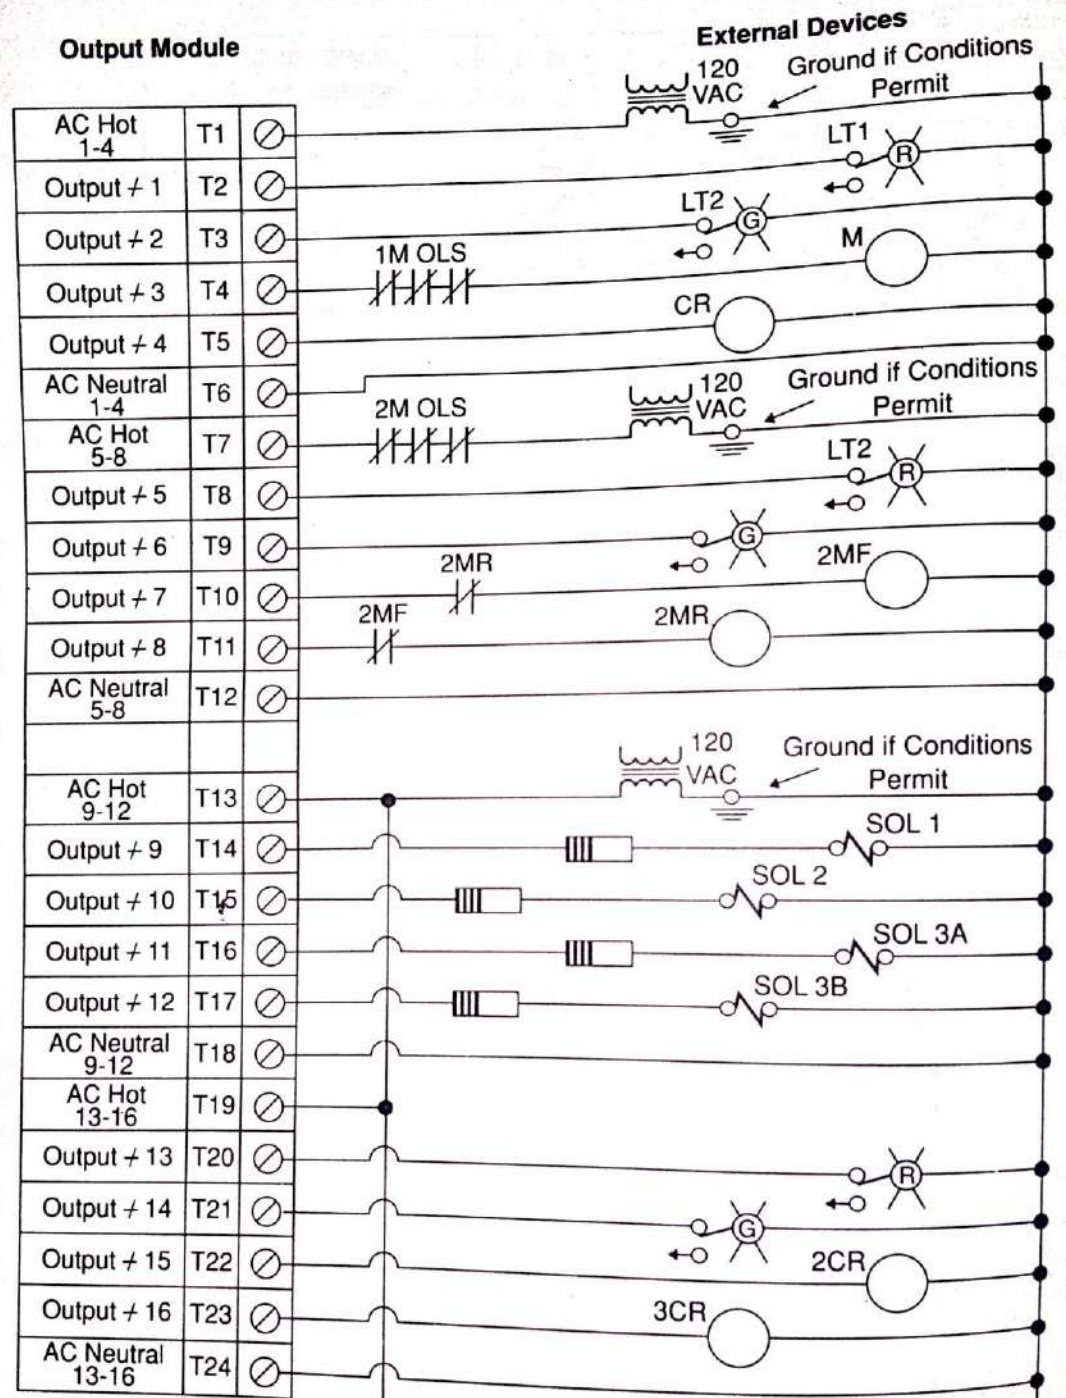 Output Module
External Devices
120
VAC
Ground if Conditions
Permit
AC Hot
1-4
T1
LT1
R
Output ≠ 1
T2
LT2
G
Output ≠ 2
T3
1M OLS
M
Output ≠ 3
T4
CR
Output ≠ 4
T5
AC Neutral
1-4
T6
120
VAC
Ground if Conditions
Permit
2M OLS
AC Hot
5-8
T7
LT2
R
Output ≠ 5
T8
G
Output ≠ 6
T9
2MR
2MF
Output ≠ 7
T10
2MF
2MR
Output ≠ 8
T11
AC Neutral
5-8
T12
120
VAC
Ground if Conditions
Permit
AC Hot
9-12
T13
SOL 1
Output ≠ 9
T14
SOL 2
Output ≠ 10
T15
SOL 3A
Output ≠ 11
T16
SOL 3B
Output ≠ 12
T17
AC Neutral
9-12
T18
AC Hot
13-16
T19
R
Output ≠ 13
T20
G
Output ≠ 14
T21
2CR
Output ≠ 15
T22
3CR
Output ≠ 16
T23
AC Neutral
13-16
T24